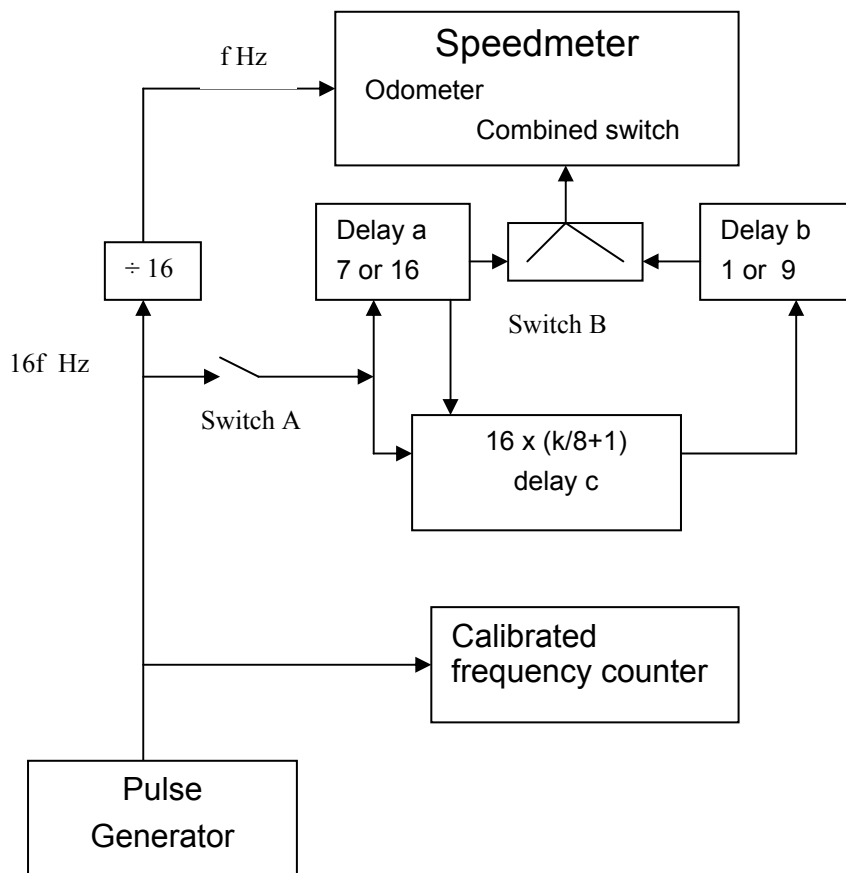 Speedmeter
f Hz
Odometer
Combined switch
Delay a
7 or 16
Delay b
1 or 9
÷ 16
Switch B
16f Hz
Switch A
16 x (k/8+1)
delay c
Calibrated
frequency counter
Pulse
Generator